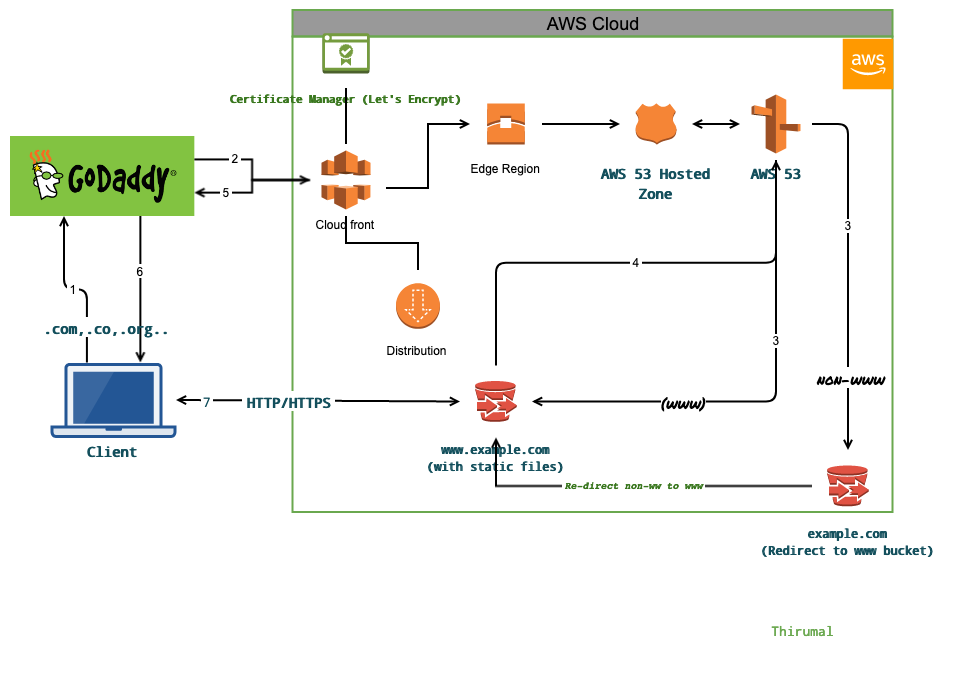 AWS Cloud
aws
Certificate Manager (Let's Encrypt)
GoDaddy®
2
5
Cloud front
Edge Region
AWS 53 Hosted
Zone
AWS 53
3
6
1
4
.com,.co,.org..
Distribution
3
NON-WWW
7
HTTP/HTTPS
(WWW)
Client
www.example.com
(with static files)
Re-direct non-ww to www
example.com
(Redirect to www bucket)
Thirumal